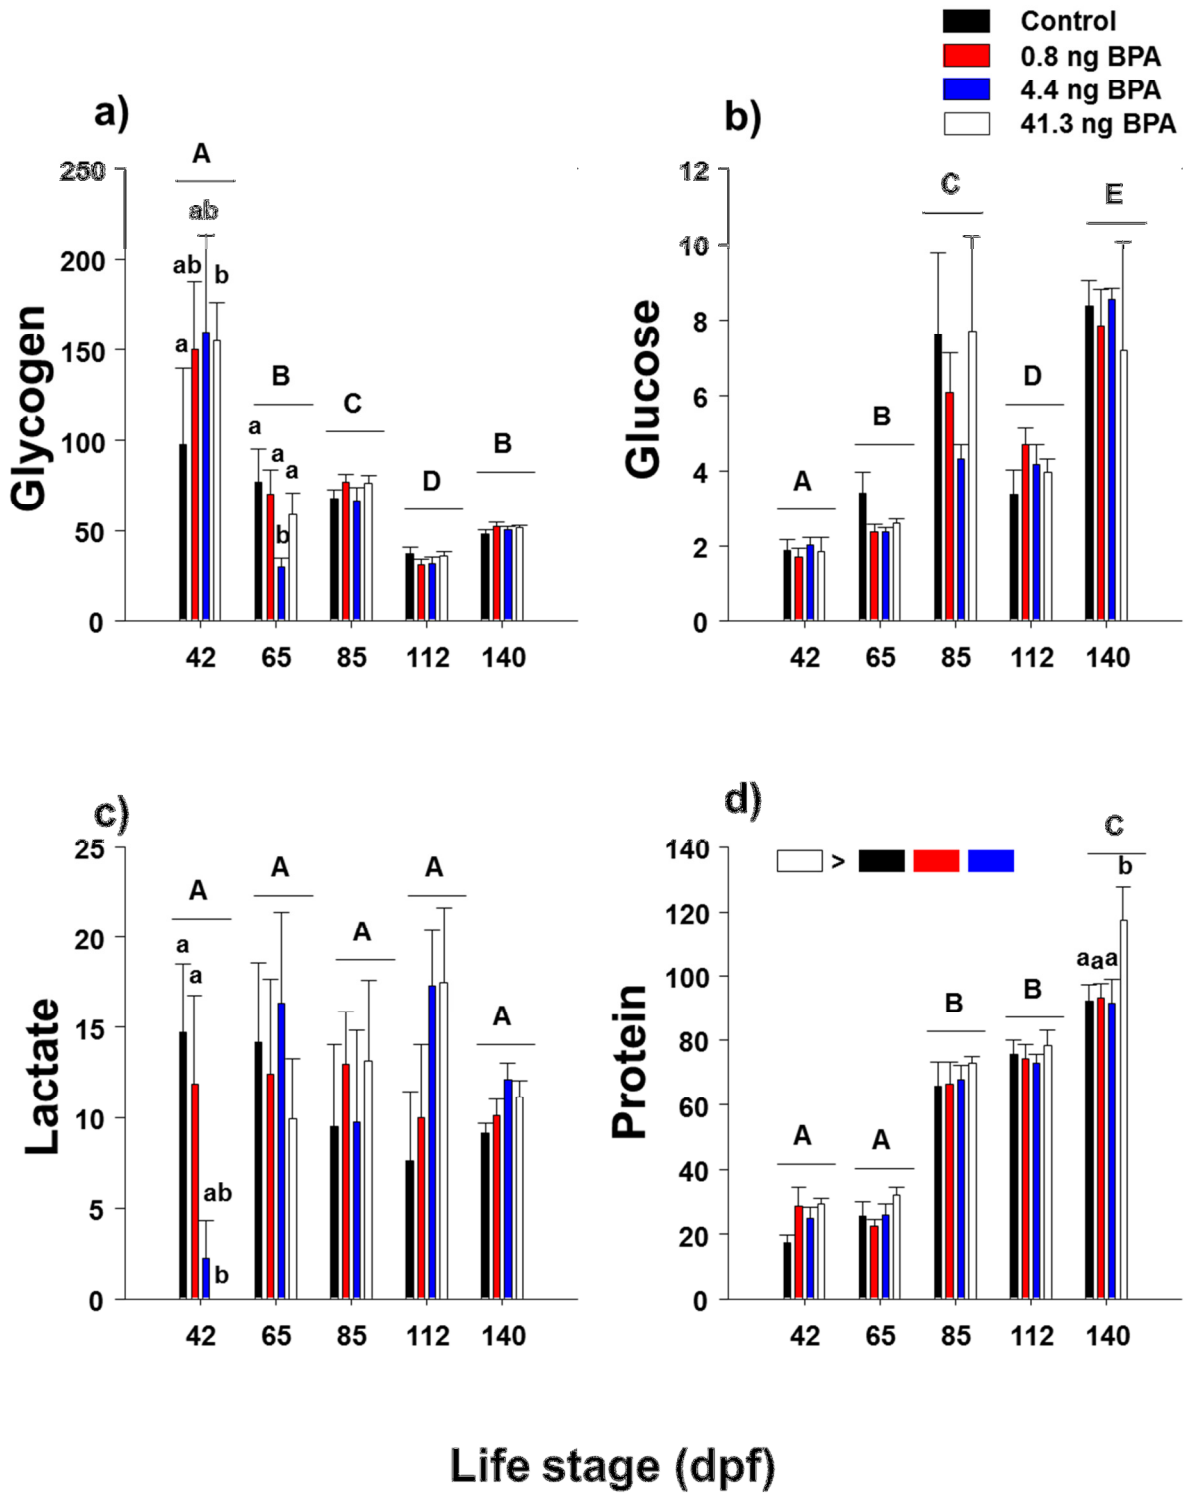 Control
0.8 ng BPA
4.4 ng BPA
41.3 ng BPA
a)
Glycogen
250
200
150
100
50
0
A
ab
ab
b
a
B
a
a
a
b
C
D
B
42 65 85 112 140
b)
Glucose
12
10
8
6
4
2
0
A
B
C
D
E
42 65 85 112 140
c)
Lactate
25
20
15
10
5
0
A
a
a
ab
b
A
A
A
A
42 65 85 112 140
d)
Protein
140
120
100
80
60
40
20
0
>
A
A
B
B
C
b
a a a
42 65 85 112 140
Life stage (dpf)